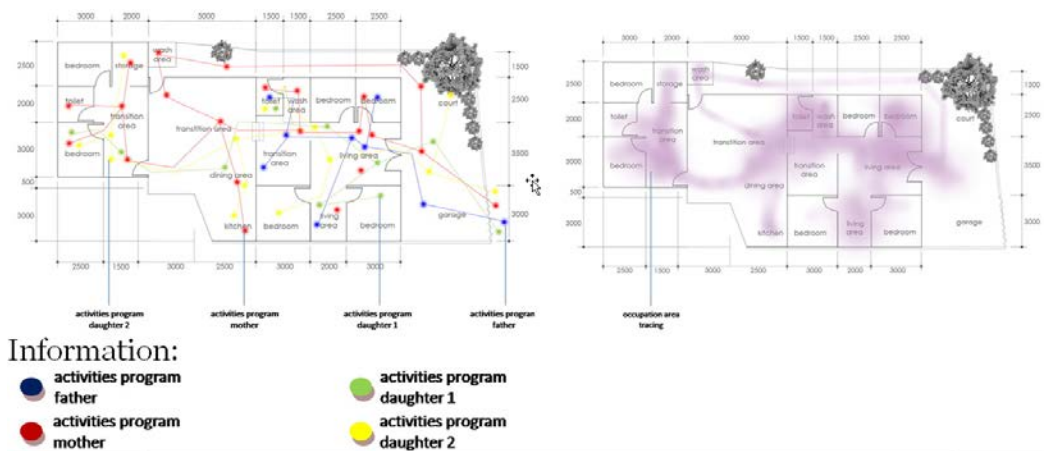 3000 2000 5000 1500 1500 2500 2500
2500
2000
3000
500
3000
bedroom
storage
wash
area
toilet
transition
area
bedroom
transition area
dining area
kitchen
toilet
wash
area
bedroom
bedroom
transition
area
living area
bedroom
living
area
bedroom
court
garage
1500
2500
3500
3000
2500 1500 3000 2500 3000 2000 3000
activities program
daughter 2
activities program
mother
activities program
daughter 1
activities program
father
3000 2000 5000 1500 1500 2500 2500
2500
2000
3000
500
3000
bedroom
storage
wash
area
toilet
transition
area
bedroom
transition area
dining area
kitchen
toilet
wash
area
bedroom
bedroom
transition
area
living area
bedroom
living
area
bedroom
court
garage
1500
2500
3500
3000
2500 1500 3000 2500 3000 2000 3000
occupation area
tracing
Information:
activities program
father
activities program
mother
activities program
daughter 1
activities program
daughter 2